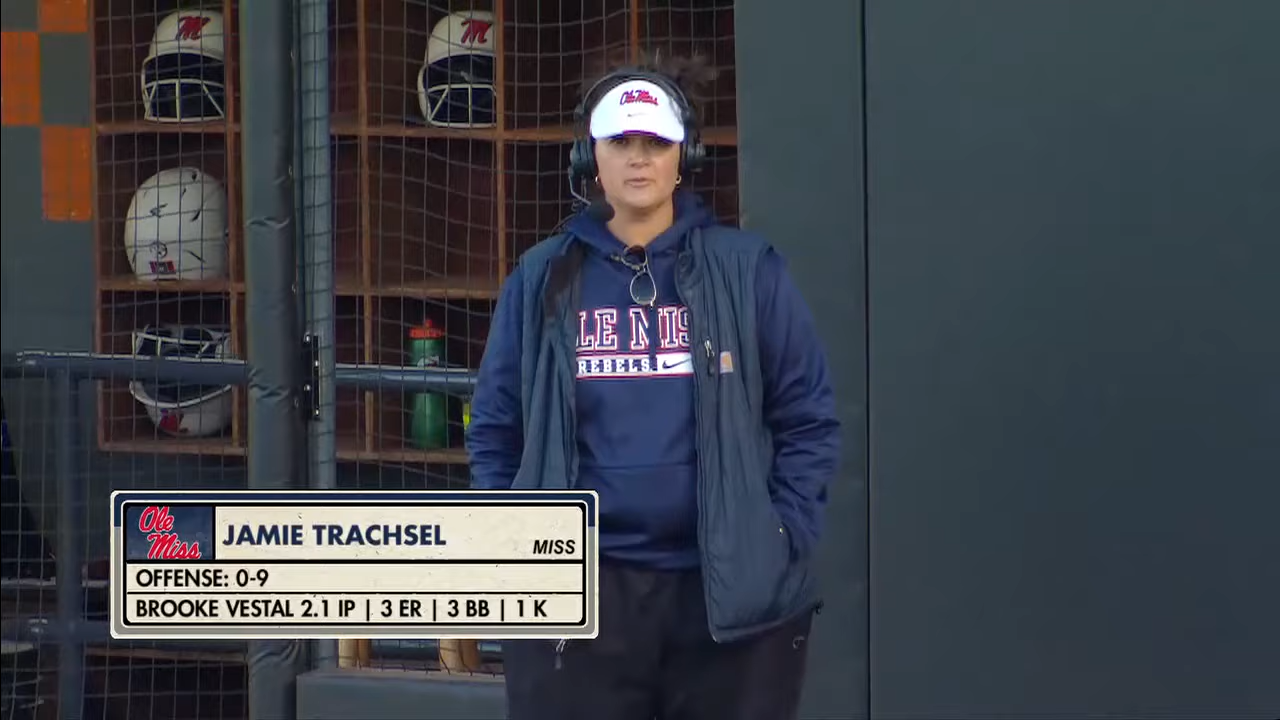 M
M
Ole Miss
LE MIS
REBELS
Ole
Miss
JAMIE TRACHSEL
MISS
OFFENSE: 0-9
BROOKE VESTAL 2.1 IP | 3 ER | 3 BB | 1 K